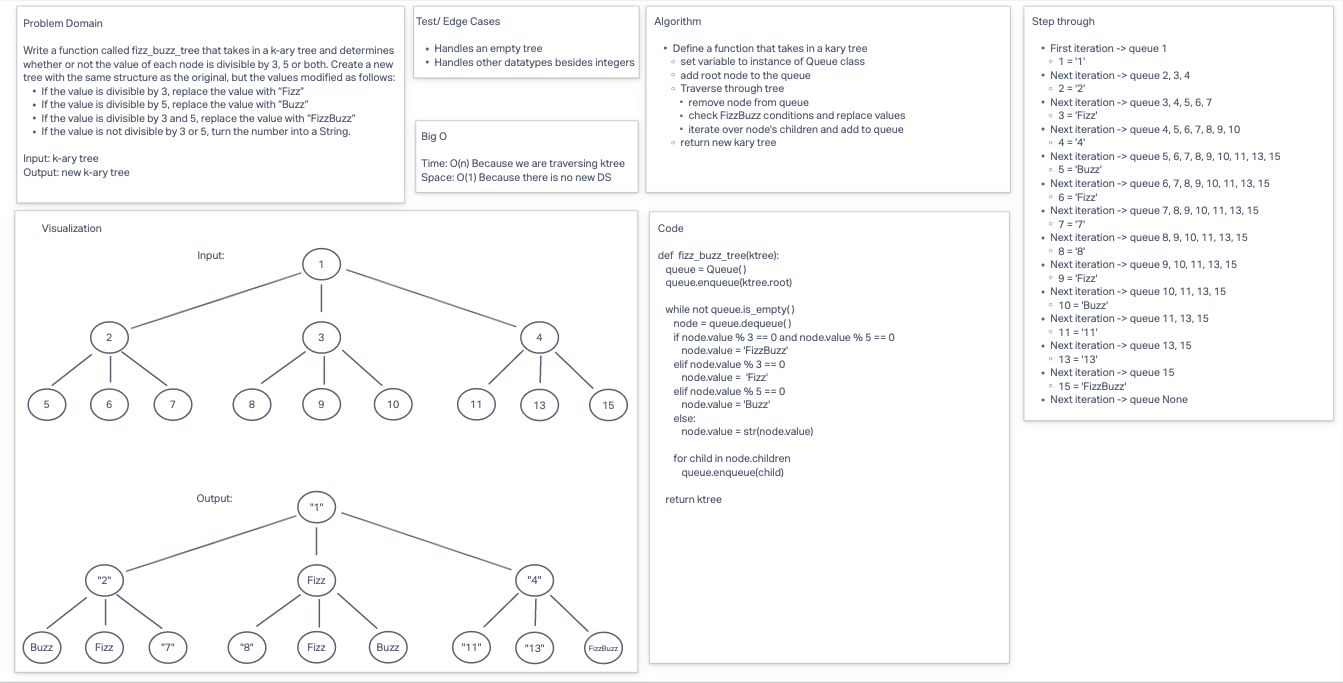 Problem Domain
Write a function called fizz_buzz_tree that takes in a k-ary tree and determines
whether or not the value of each node is divisible by 3, 5 or both. Create a new
tree with the same structure as the original, but the values modified as follows:
• If the value is divisible by 3, replace the value with “Fizz”
• If the value is divisible by 5, replace the value with “Buzz”
• If the value is divisible by 3 and 5, replace the value with “FizzBuzz”
• If the value is not divisible by 3 or 5, turn the number into a String.
Input: k-ary tree
Output: new k-ary tree
Test/ Edge Cases
• Handles an empty tree
• Handles other datatypes besides integers
Big O
Time: O(n) Because we are traversing ktree
Space: O(1) Because there is no new DS
Algorithm
• Define a function that takes in a kary tree
◦ set variable to instance of Queue class
◦ add root node to the queue
◦ Traverse through tree
▪ remove node from queue
▪ check FizzBuzz conditions and replace values
▪ iterate over node's children and add to queue
◦ return new kary tree
Step through
• First iteration -> queue 1
◦ 1 = '1'
• Next iteration -> queue 2, 3, 4
◦ 2 = '2'
• Next iteration -> queue 3, 4, 5, 6, 7
◦ 3 = 'Fizz'
• Next iteration -> queue 4, 5, 6, 7, 8, 9, 10
◦ 4 = '4'
• Next iteration -> queue 5, 6, 7, 8, 9, 10, 11, 13, 15
◦ 5 = 'Buzz'
• Next iteration -> queue 6, 7, 8, 9, 10, 11, 13, 15
◦ 6 = 'Fizz'
• Next iteration -> queue 7, 8, 9, 10, 11, 13, 15
◦ 7 = '7'
• Next iteration -> queue 8, 9, 10, 11, 13, 15
◦ 8 = '8'
• Next iteration -> queue 9, 10, 11, 13, 15
◦ 9 = 'Fizz'
• Next iteration -> queue 10, 11, 13, 15
◦ 10 = 'Buzz'
• Next iteration -> queue 11, 13, 15
◦ 11 = '11'
• Next iteration -> queue 13, 15
◦ 13 = '13'
• Next iteration -> queue 15
◦ 15 = 'FizzBuzz'
• Next iteration -> queue None
Visualization
Input:
1
2 3 4
5 6 7 8 9 10 11 13 15
Output:
"1"
"2" Fizz "4"
Buzz Fizz "7" "8" Fizz Buzz "11" "13" FizzBuzz
Code
def fizz_buzz_tree(ktree):
queue = Queue( )
queue.enqueue(ktree.root)
while not queue.is_empty( )
node = queue.dequeue( )
if node.value % 3 == 0 and node.value % 5 == 0
node.value = 'FizzBuzz'
elif node.value % 3 == 0
node.value = 'Fizz'
elif node.value % 5 == 0
node.value = 'Buzz'
else:
node.value = str(node.value)
for child in node.children
queue.enqueue(child)
return ktree